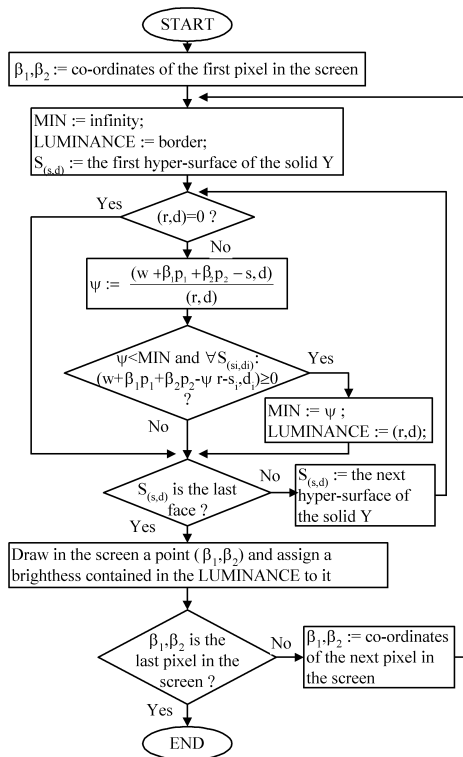 START
β₁,β₂ := co-ordinates of the first pixel in the screen
MIN := infinity;
LUMINANCE := border;
S₍s,d₎ := the first hyper-surface of the solid Y
Yes
(r,d)=0 ?
No
ψ := (w +β₁p₁ +β₂p₂ − s, d)
(r, d)
ψ<MIN and ∀S(si,di):
Yes
(w+β₁p₁+β₂p₂-ψ r-sᵢ,dᵢ)≥0
?
No
MIN := ψ ;
LUMINANCE := (r,d);
S(s,d) is the last
face ?
No
S(s,d) := the next
hyper-surface of
the solid Y
Yes
Draw in the screen a point (β₁,β₂) and assign a
brightness contained in the LUMINANCE to it
β₁,β₂ is the
last pixel in the
screen ?
No
β₁,β₂ := co-ordinates
of the next pixel in
the screen
Yes
END